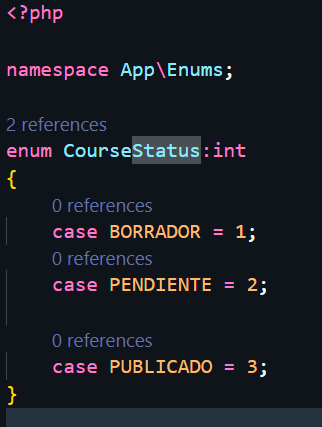 <?php
namespace App\Enums;
2 references
enum CourseStatus:int
{
0 references
case BORRADOR = 1;
0 references
case PENDIENTE = 2;
0 references
case PUBLICADO = 3;
}